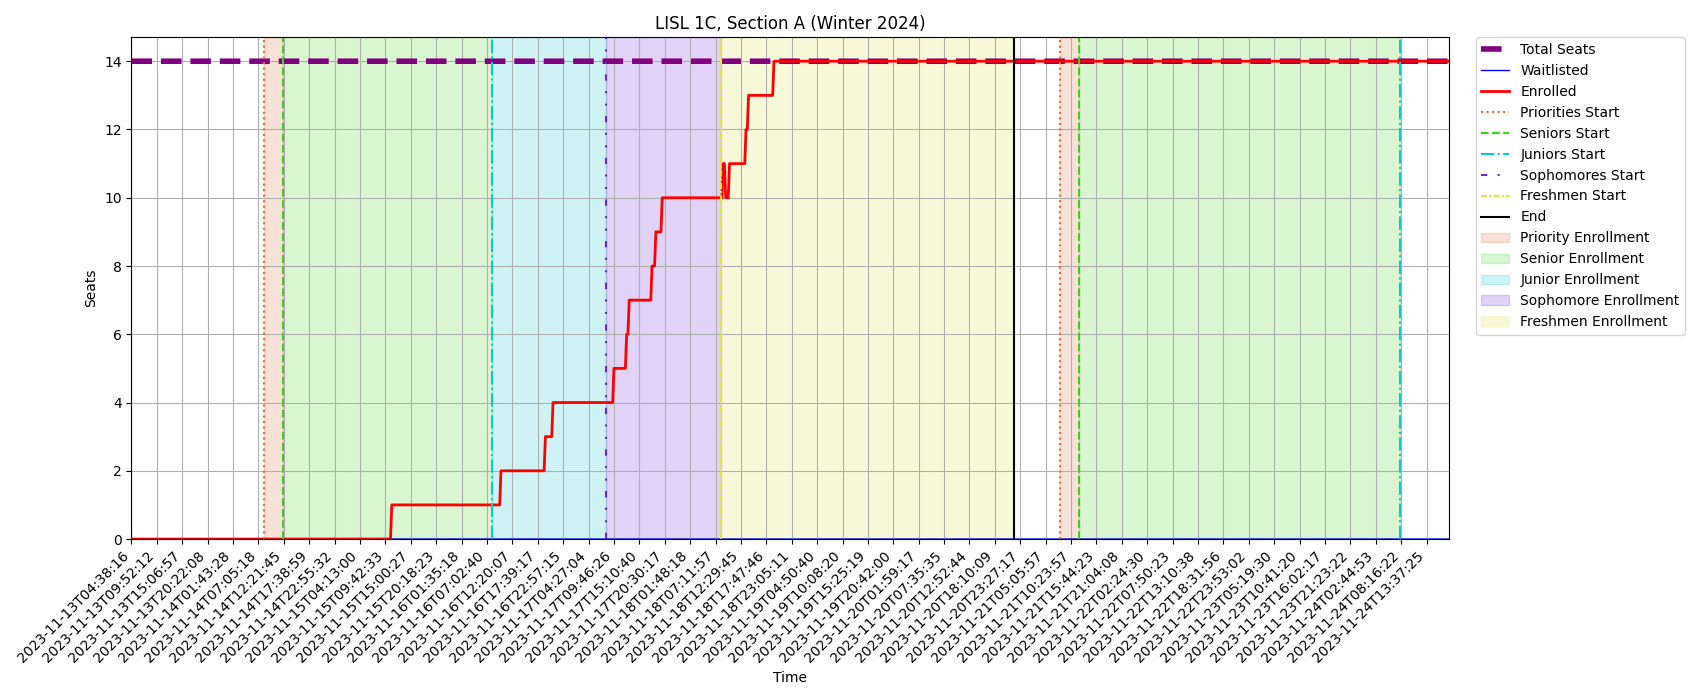 LISL 1C, Section A (Winter 2024)
Seats
14
12
10
8
6
4
2
0
2023-11-13T04:38:16
2023-11-13T09:52:12
2023-11-13T15:06:57
2023-11-13T20:22:08
2023-11-14T01:43:28
2023-11-14T07:05:18
2023-11-14T12:21:45
2023-11-14T17:38:59
2023-11-14T22:55:32
2023-11-15T04:13:00
2023-11-15T09:42:33
2023-11-15T15:00:27
2023-11-15T20:18:23
2023-11-16T01:35:18
2023-11-16T07:02:40
2023-11-16T12:20:07
2023-11-16T17:39:17
2023-11-16T22:57:15
2023-11-17T04:27:04
2023-11-17T09:46:26
2023-11-17T15:10:40
2023-11-17T20:30:17
2023-11-18T01:48:18
2023-11-18T07:11:57
2023-11-18T12:29:45
2023-11-18T17:47:46
2023-11-18T23:05:11
2023-11-19T04:50:40
2023-11-19T10:08:20
2023-11-19T15:25:19
2023-11-19T20:42:00
2023-11-20T01:59:17
2023-11-20T07:35:35
2023-11-20T12:52:44
2023-11-20T18:10:09
2023-11-20T23:27:17
2023-11-21T05:05:57
2023-11-21T10:23:57
2023-11-21T15:44:23
2023-11-21T21:04:08
2023-11-22T02:24:30
2023-11-22T07:50:23
2023-11-22T13:10:38
2023-11-22T18:31:56
2023-11-22T23:53:02
2023-11-23T05:19:30
2023-11-23T10:41:20
2023-11-23T16:02:17
2023-11-23T21:23:22
2023-11-24T02:44:53
2023-11-24T08:16:22
2023-11-24T13:37:25
Time
Total Seats
Waitlisted
Enrolled
Priorities Start
Seniors Start
Juniors Start
Sophomores Start
Freshmen Start
End
Priority Enrollment
Senior Enrollment
Junior Enrollment
Sophomore Enrollment
Freshmen Enrollment